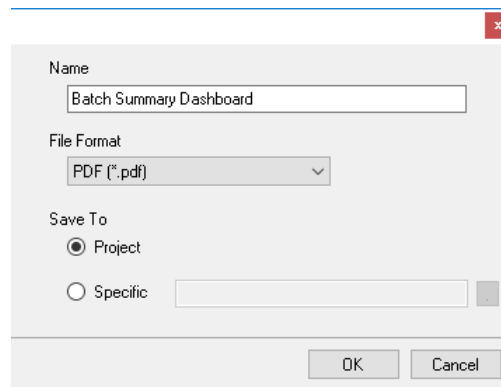 x
Name
Batch Summary Dashboard
File Format
PDF (*.pdf)
Save To
Project
Specific
.
OK Cancel